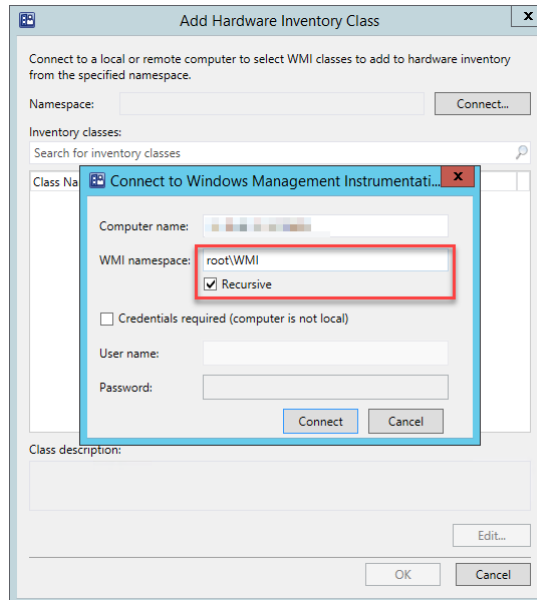 Add Hardware Inventory Class
x
Connect to a local or remote computer to select WMI classes to add to hardware inventory
from the specified namespace.
Namespace:
Connect...
Inventory classes:
Search for inventory classes
Class Na
Connect to Windows Management Instrumentati...
x
Computer name:
WMI namespace: root\WMI
Recursive
Credentials required (computer is not local)
User name:
Password:
Connect Cancel
Class description:
Edit...
OK Cancel